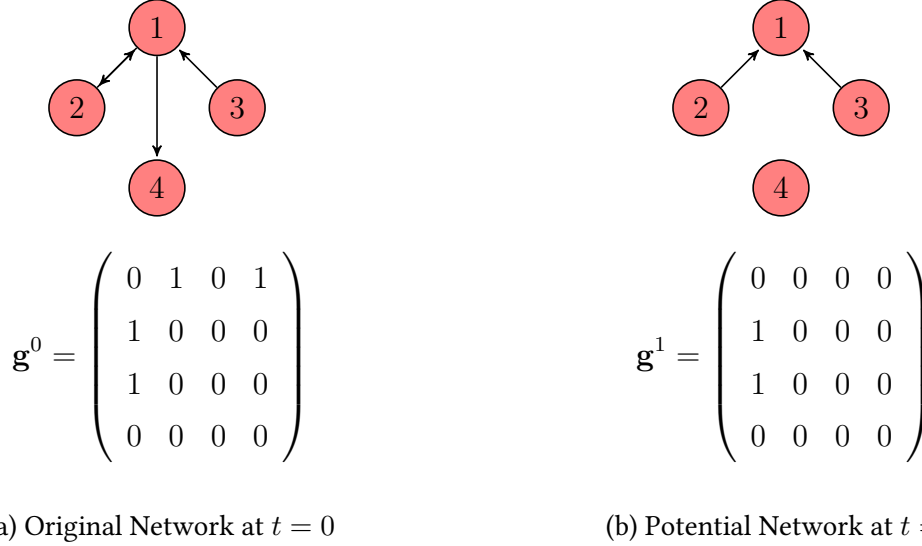 1
2 3
4
1
2 3
4
g^0 = ( 0 1 0 1
1 0 0 0
1 0 0 0
0 0 0 0 )
g^1 = ( 0 0 0 0
1 0 0 0
1 0 0 0
0 0 0 0
a) Original Network at t = 0
(b) Potential Network at t =